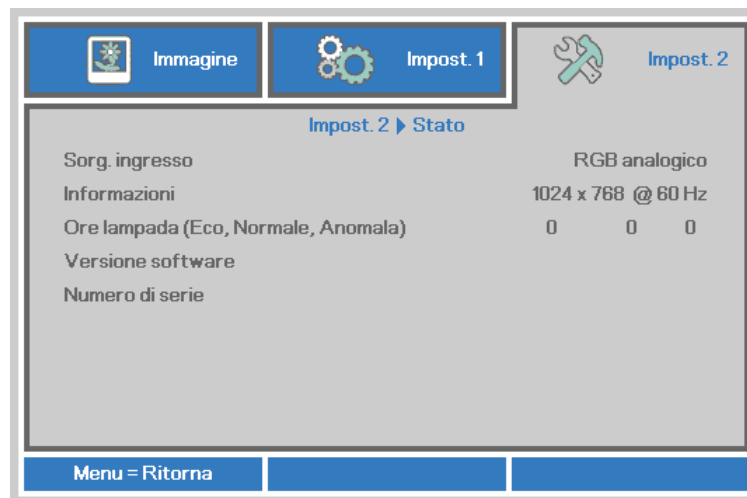 Immagine
Impost. 1
Impost. 2
Impost. 2 Stato
Sorg. ingresso RGB analogico
Informazioni 1024 x 768 @ 60 Hz
Ore lampada (Eco, Normale, Anomala) 0 0 0
Versione software
Numero di serie
Menu = Ritorna